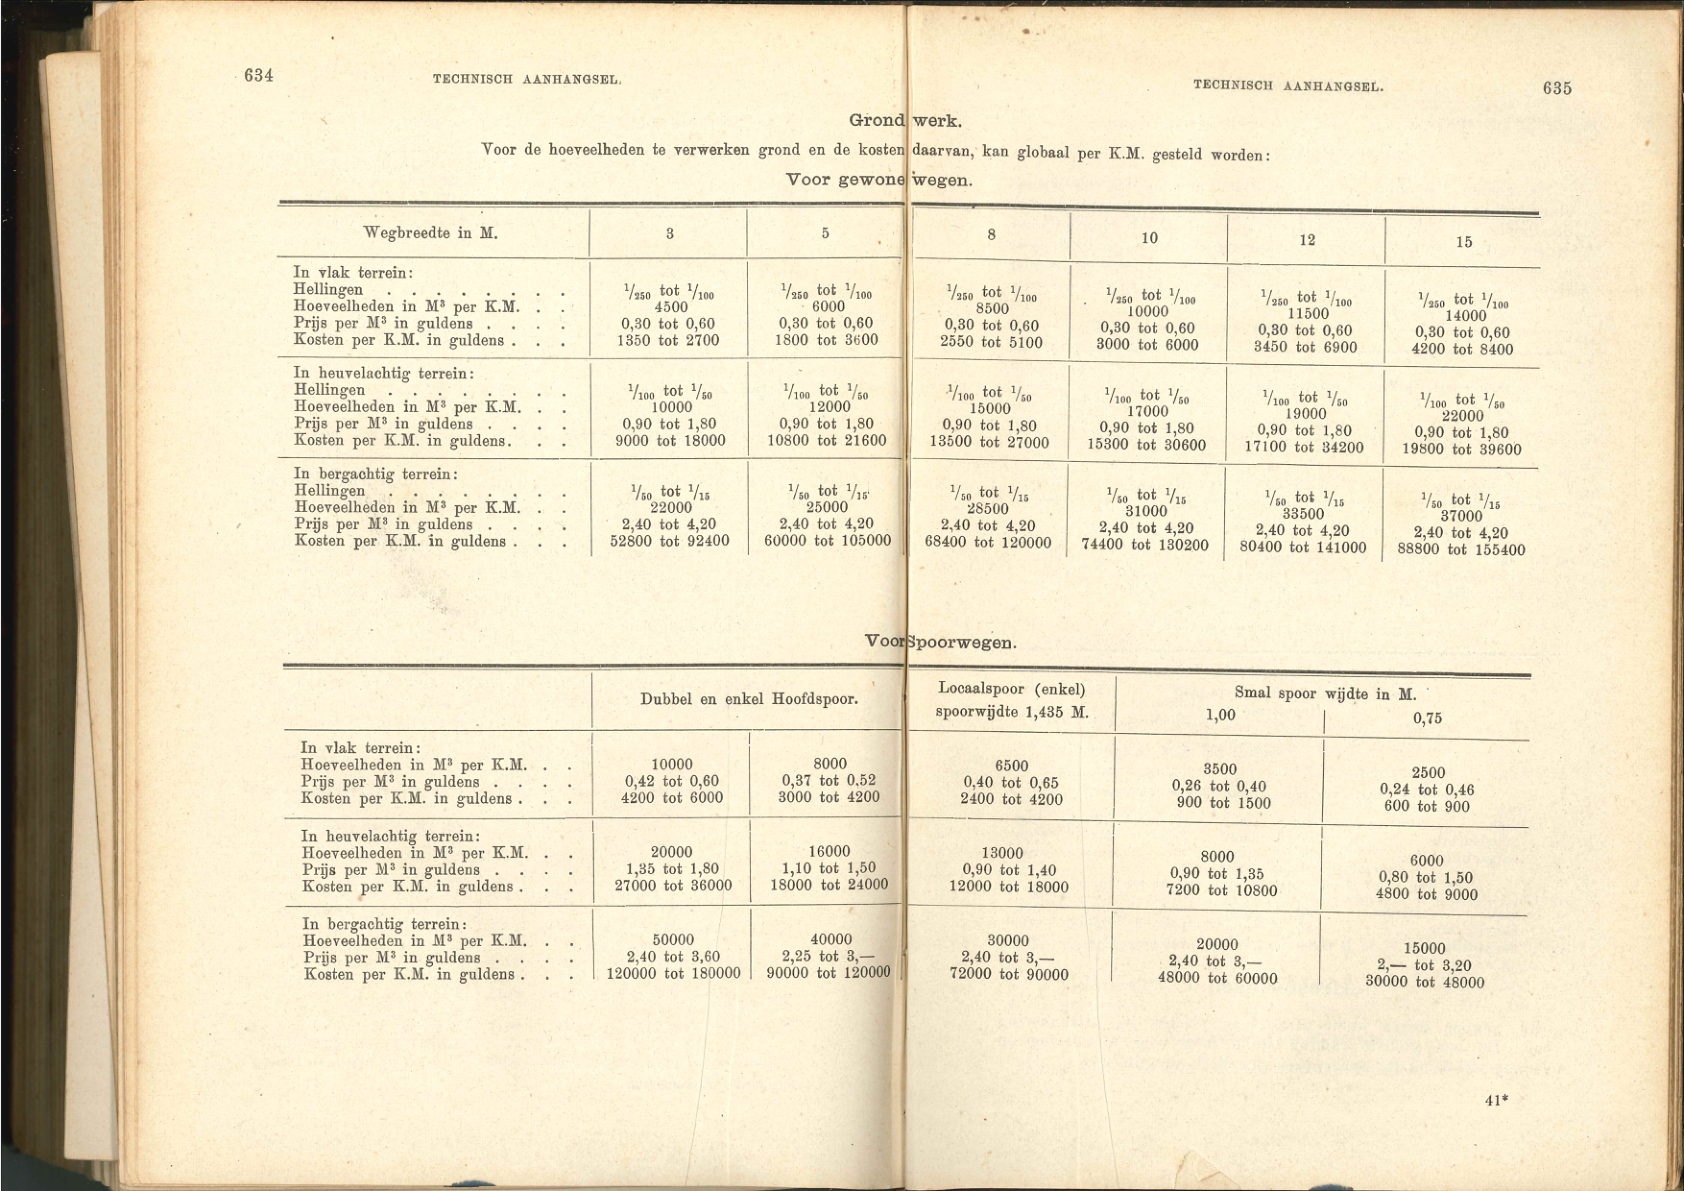 634
TECHNISCH AANHANGSEL.
TECHNISCH AANHANGSEL.
635
Grondwerk.
Voor de hoeveelheden te verwerken grond en de kosten daarvan, kan globaal per K.M. gesteld worden:
Voor gewone wegen.
Wegbreedte in M. 3 5 8 10 12 15
In vlak terrein:
Hellingen . . . . . . . . 1/250 tot 1/100 1/250 tot 1/100 1/250 tot 1/100 1/250 tot 1/100 1/250 tot 1/100 1/250 tot 1/100
Hoeveelheden in M³ per K.M. . . 4500 6000 8500 10000 11500 14000
Prijs per M³ in guldens . . . . 0,30 tot 0,60 0,30 tot 0,60 0,30 tot 0,60 0,30 tot 0,60 0,30 tot 0,60 0,30 tot 0,60
Kosten per K.M. in guldens . . . 1350 tot 2700 1800 tot 3600 2550 tot 5100 3000 tot 6000 3450 tot 6900 4200 tot 8400
In heuvelachtig terrein:
Hellingen . . . . . . . . 1/100 tot 1/50 1/100 tot 1/50 1/100 tot 1/50 1/100 tot 1/50 1/100 tot 1/50 1/100 tot 1/50
Hoeveelheden in M³ per K.M. . . 10000 12000 15000 17000 19000 22000
Prijs per M³ in guldens . . . . 0,90 tot 1,80 0,90 tot 1,80 0,90 tot 1,80 0,90 tot 1,80 0,90 tot 1,80 0,90 tot 1,80
Kosten per K.M. in guldens. . . 9000 tot 18000 10800 tot 21600 13500 tot 27000 15300 tot 30600 17100 tot 34200 19800 tot 39600
In bergachtig terrein:
Hellingen . . . . . . . . 1/50 tot 1/15 1/50 tot 1/15 1/50 tot 1/15 1/50 tot 1/15 1/50 tot 1/15 1/50 tot 1/15
Hoeveelheden in M³ per K.M. . . 22000 25000 28500 31000 33500 37000
Prijs per M³ in guldens . . . . 2,40 tot 4,20 2,40 tot 4,20 2,40 tot 4,20 2,40 tot 4,20 2,40 tot 4,20 2,40 tot 4,20
Kosten per K.M. in guldens . . . 52800 tot 92400 60000 tot 105000 68400 tot 120000 74400 tot 130200 80400 tot 141000 88800 tot 155400
Voor Spoorwegen.
Dubbel en enkel Hoofdspoor. Locaalspoor (enkel) Smal spoor wijdte in M.
spoorwijdte 1,435 M. 1,00 0,75
In vlak terrein:
Hoeveelheden in M³ per K.M. . . 10000 8000 6500 3500 2500
Prijs per M³ in guldens . . . . 0,42 tot 0,60 0,37 tot 0.52 0,40 tot 0,65 0,26 tot 0,40 0,24 tot 0,46
Kosten per K.M. in guldens . . . 4200 tot 6000 3000 tot 4200 2400 tot 4200 900 tot 1500 600 tot 900
In heuvelachtig terrein:
Hoeveelheden in M³ per K.M. . . 20000 16000 13000 8000 6000
Prijs per M³ in guldens . . . . 1,35 tot 1,80 1,10 tot 1,50 0,90 tot 1,40 0,90 tot 1,35 0,80 tot 1,50
Kosten per K.M. in guldens . . . 27000 tot 36000 18000 tot 24000 12000 tot 18000 7200 tot 10800 4800 tot 9000
In bergachtig terrein:
Hoeveelheden in M³ per K.M. . . 50000 40000 30000 20000 15000
Prijs per M³ in guldens . . . . 2,40 tot 3,60 2,25 tot 3,— 2,40 tot 3,— 2,40 tot 3,— 2,— tot 3,20
Kosten per K.M. in guldens . . . 120000 tot 180000 90000 tot 120000 72000 tot 90000 48000 tot 60000 30000 tot 48000
41*